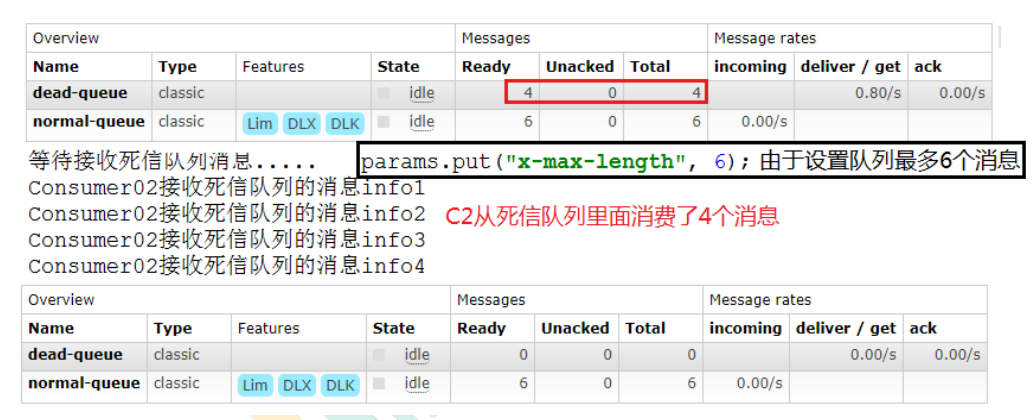 Overview Messages Message rates
Name Type Features State Ready Unacked Total incoming deliver / get ack
dead-queue classic idle 4 0 4 0.80/s 0.00/s
normal-queue classic Lim DLX DLK idle 6 0 6 0.00/s
等待接收死信队列消息..... params.put("x-max-length", 6); 由于设置队列最多6个消息
Consumer02接收死信队列的消息info1
Consumer02接收死信队列的消息info2 C2从死信队列里面消费了4个消息
Consumer02接收死信队列的消息info3
Consumer02接收死信队列的消息info4
Overview Messages Message rates
Name Type Features State Ready Unacked Total incoming deliver / get ack
dead-queue classic idle 0 0 0 0.00/s 0.00/s
normal-queue classic Lim DLX DLK idle 6 0 6 0.00/s